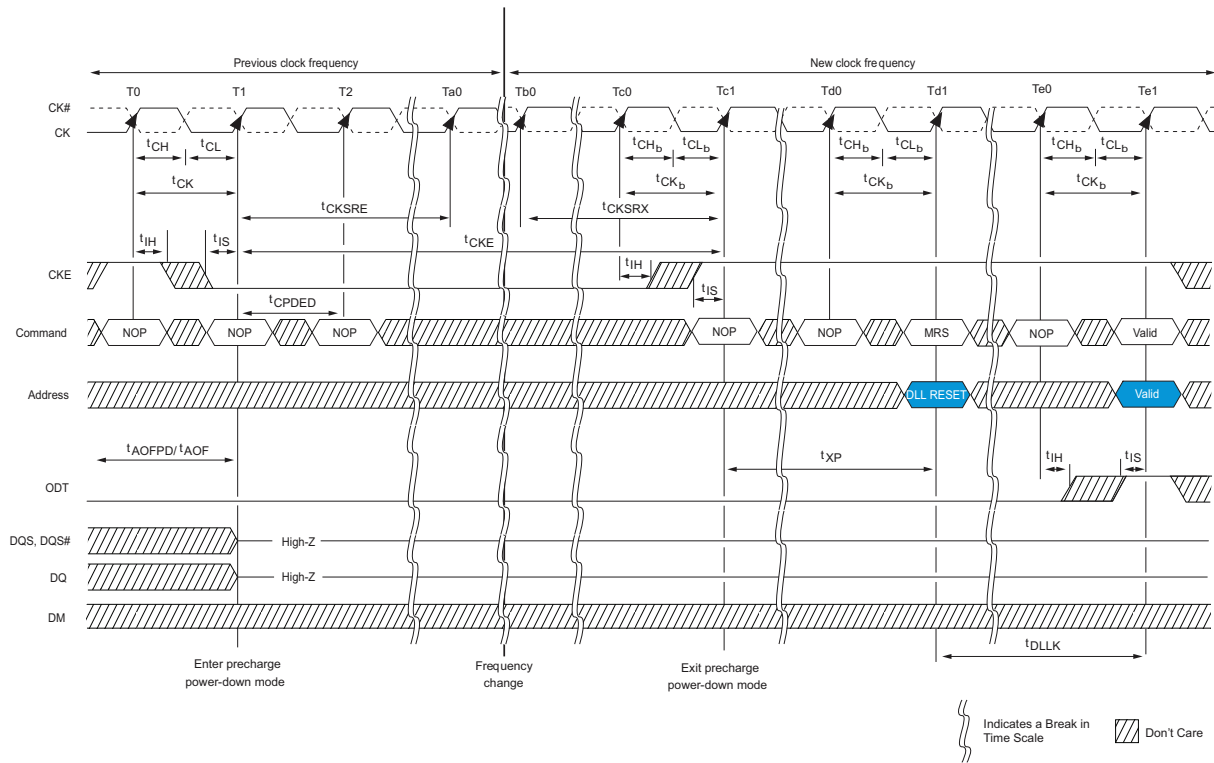 Previous clock frequency
New clock frequency
T0 T1 T2 Ta0 Tb0 Tc0 Tc1 Td0 Td1 Te0 Te1
CK#
CK
tCH tCL tCHb tCLb tCHb tCLb tCHb tCLb
tCK tCKb tCKb tCKb
tCKSRE tCKSRX
tIH tIS tCKE tIH
CKE
tIS
tCPDED
Command NOP NOP NOP NOP NOP MRS NOP Valid
Address DLL RESET Valid
tAOFPD/tAOF tXP tIH tIS
ODT
DQS, DQS# High-Z
DQ High-Z
DM
tDLLK
Enter precharge
power-down mode
Frequency
change
Exit precharge
power-down mode
Indicates a Break in
Time Scale
Don't Care